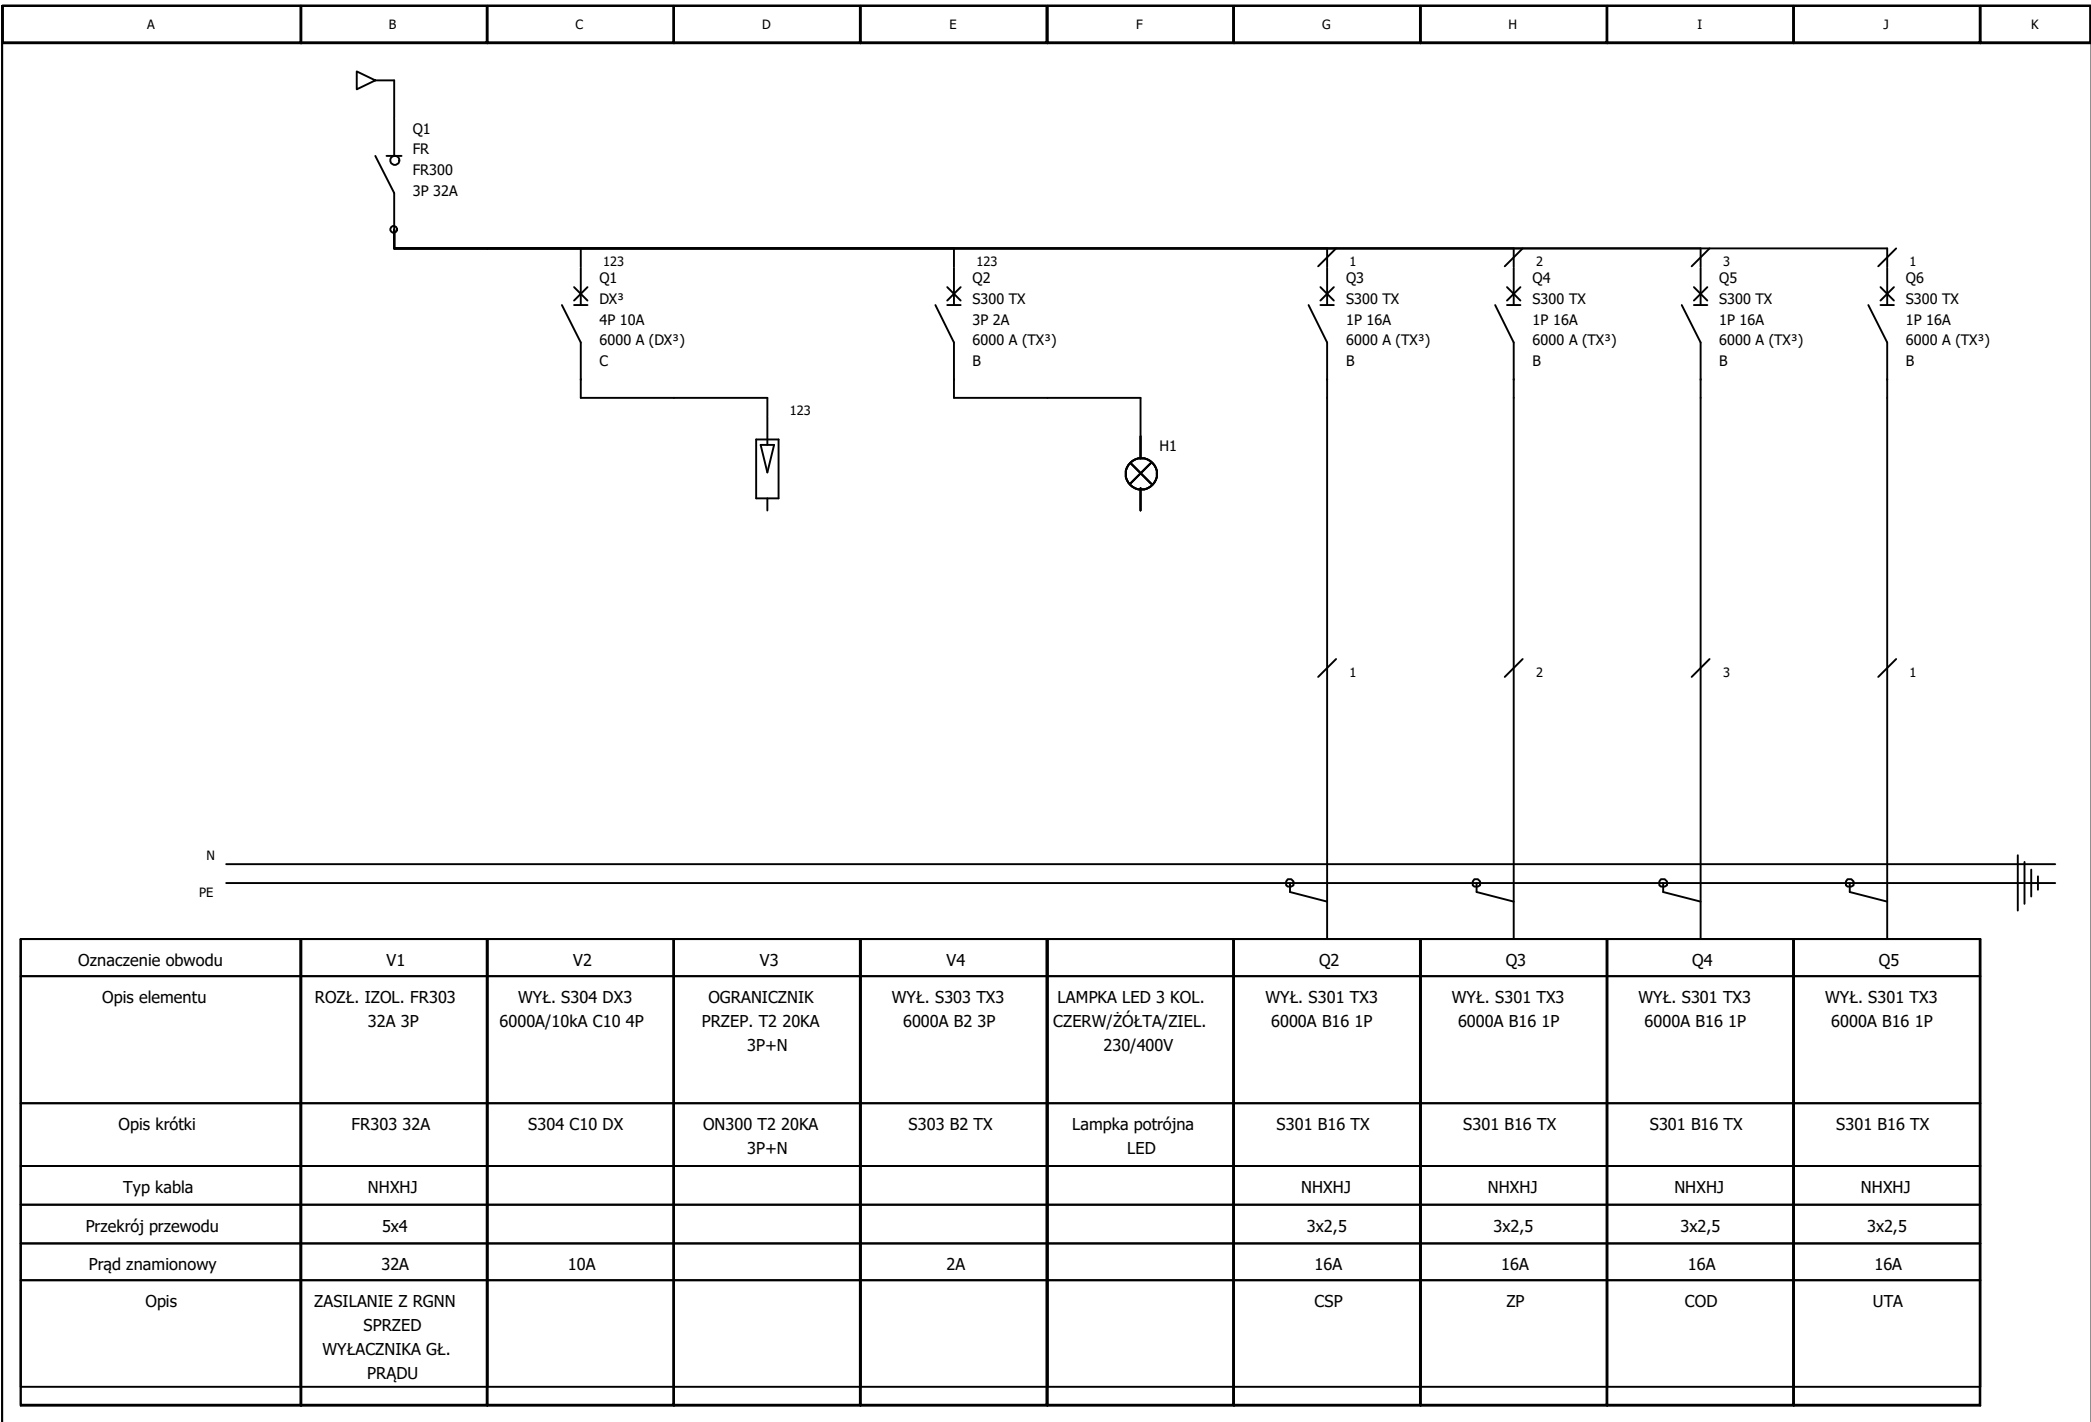 A B C D E F G H I J K
Q1
FR
FR300
3P 32A
123
Q1
DX³
4P 10A
6000 A (DX³)
C
123
123
Q2
S300 TX
3P 2A
6000 A (TX³)
B
H1
1
Q3
S300 TX
1P 16A
6000 A (TX³)
B
2
Q4
S300 TX
1P 16A
6000 A (TX³)
B
3
Q5
S300 TX
1P 16A
6000 A (TX³)
B
1
Q6
S300 TX
1P 16A
6000 A (TX³)
B
1 2 3 1
N
PE
Oznaczenie obwodu V1 V2 V3 V4 Q2 Q3 Q4 Q5
Opis elementu ROZŁ. IZOL. FR303 WYŁ. S304 DX3 OGRANICZNIK WYŁ. S303 TX3 LAMPKA LED 3 KOL. WYŁ. S301 TX3 WYŁ. S301 TX3 WYŁ. S301 TX3 WYŁ. S301 TX3
32A 3P 6000A/10kA C10 4P PRZEP. T2 20KA 6000A B2 3P CZERW/ŻÓŁTA/ZIEL. 6000A B16 1P 6000A B16 1P 6000A B16 1P 6000A B16 1P
3P+N 230/400V
Opis krótki FR303 32A S304 C10 DX ON300 T2 20KA S303 B2 TX Lampka potrójna S301 B16 TX S301 B16 TX S301 B16 TX S301 B16 TX
3P+N LED
Typ kabla NHXHJ NHXHJ NHXHJ NHXHJ NHXHJ
Przekrój przewodu 5x4 3x2,5 3x2,5 3x2,5 3x2,5
Prąd znamionowy 32A 10A 2A 16A 16A 16A 16A
Opis ZASILANIE Z RGNN CSP ZP COD UTA
SPRZED
WYŁACZNIKA GŁ.
PRĄDU